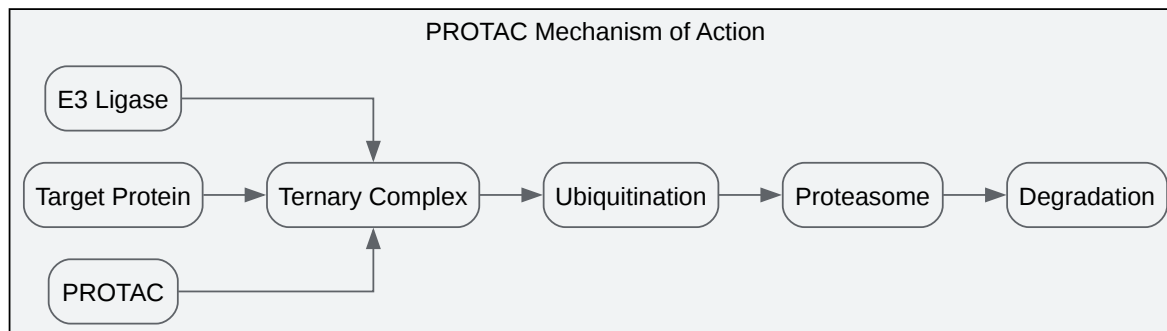 PROTAC Mechanism of Action
E3 Ligase
Target Protein
Ternary Complex
Ubiquitination
Proteasome
Degradation
PROTAC